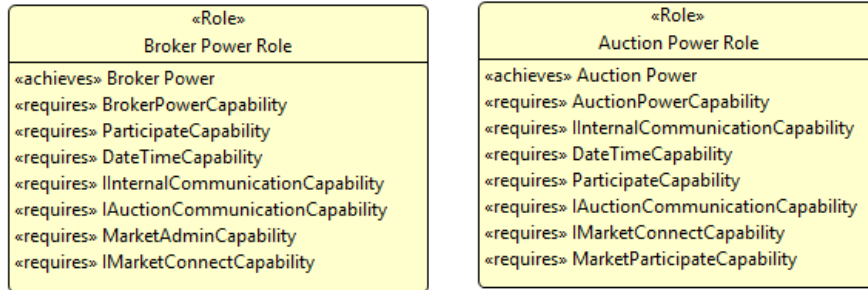 «Role»
Broker Power Role
«achieves» Broker Power
«requires» BrokerPowerCapability
«requires» ParticipateCapability
«requires» DateTimeCapability
«requires» IInternalCommunicationCapability
«requires» IAuctionCommunicationCapability
«requires» MarketAdminCapability
«requires» IMarketConnectCapability
«Role»
Auction Power Role
«achieves» Auction Power
«requires» AuctionPowerCapability
«requires» IInternalCommunicationCapability
«requires» DateTimeCapability
«requires» ParticipateCapability
«requires» IAuctionCommunicationCapability
«requires» IMarketConnectCapability
«requires» MarketParticipateCapability